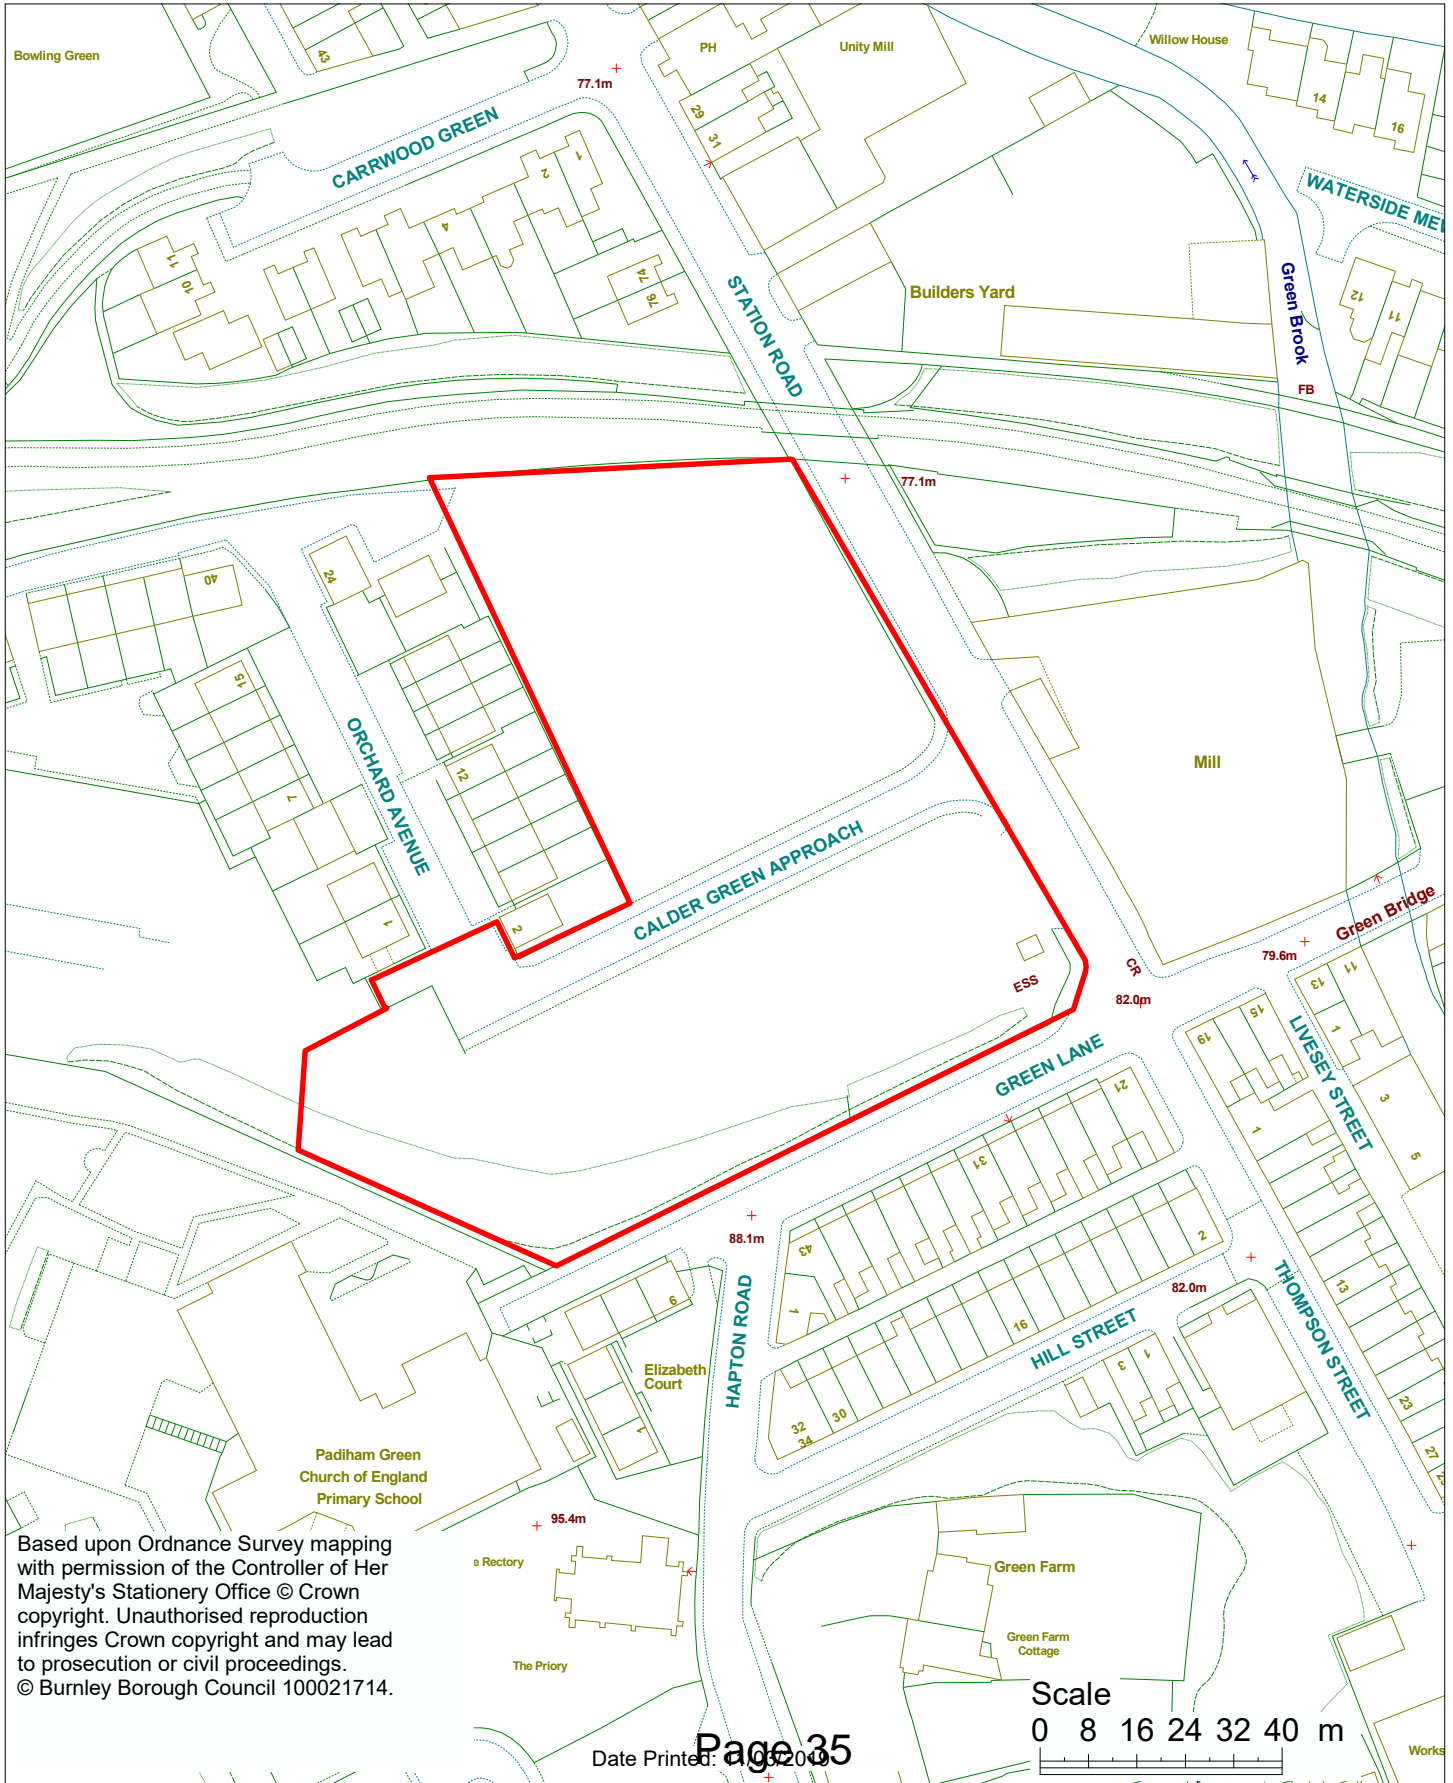 Bowling Green
43
PH
Unity Mill
Willow House
77.1m
14
16
29
31
CARRWOOD GREEN
1
2
4
WATERSIDE MEW
11
10
74
76
STATION ROAD
Builders Yard
Green Brook
12
11
FB
77.1m
24
40
15
ORCHARD AVENUE
12
7
Mill
CALDER GREEN APPROACH
1
2
Green Bridge
79.6m
CR
ESS
82.0m
11
13
15
19
1
LIVESEY STREET
GREEN LANE
21
3
1
31
5
88.1m
43
2
1
82.0m
13
THOMPSON STREET
HAPTON ROAD
9
16
HILL STREET
1
3
Elizabeth
Court
1
30
32
34
23
27
Padiham Green
Church of England
Primary School
95.4m
e Rectory
The Priory
Green Farm
Green Farm
Cottage
Works
Based upon Ordnance Survey mapping
with permission of the Controller of Her
Majesty's Stationery Office © Crown
copyright. Unauthorised reproduction
infringes Crown copyright and may lead
to prosecution or civil proceedings.
© Burnley Borough Council 100021714.
Scale
0 8 16 24 32 40 m
Page 35
Date Printed: